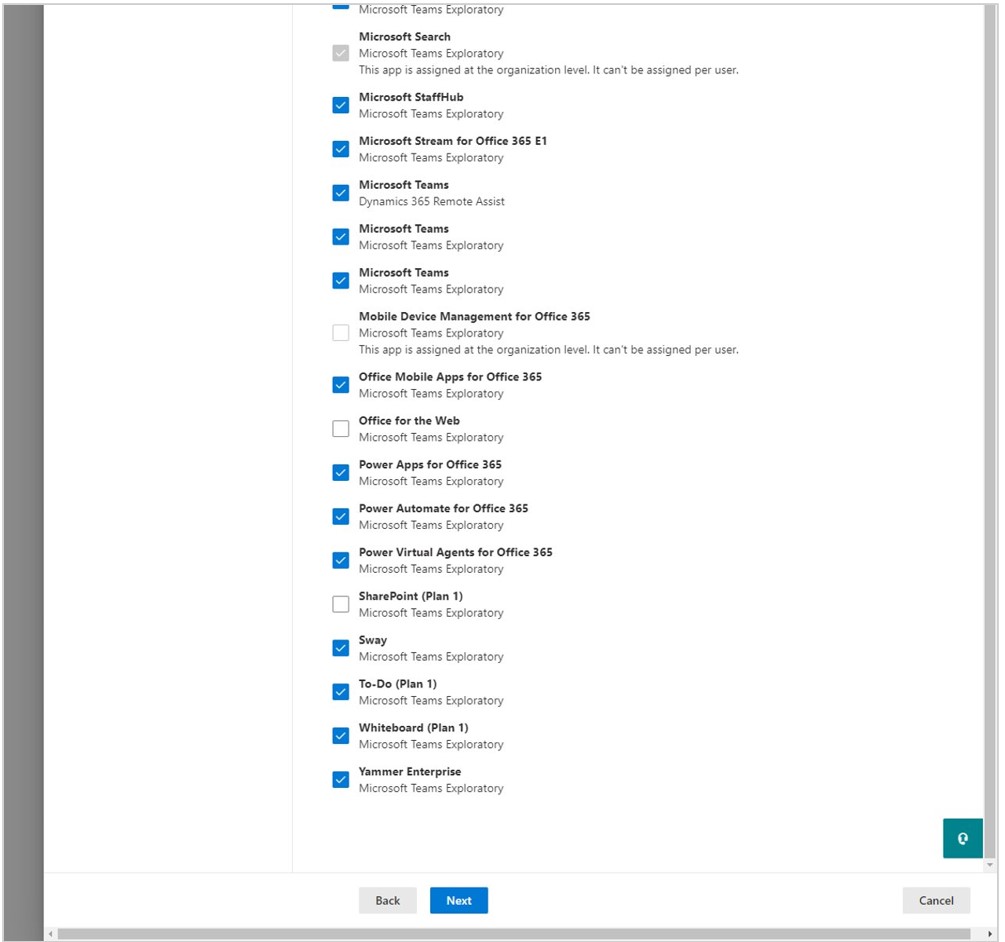 Microsoft Teams Exploratory
Microsoft Search
Microsoft Teams Exploratory
This app is assigned at the organization level. It can't be assigned per user.
Microsoft StaffHub
Microsoft Teams Exploratory
Microsoft Stream for Office 365 E1
Microsoft Teams Exploratory
Microsoft Teams
Dynamics 365 Remote Assist
Microsoft Teams
Microsoft Teams Exploratory
Microsoft Teams
Microsoft Teams Exploratory
Mobile Device Management for Office 365
Microsoft Teams Exploratory
This app is assigned at the organization level. It can't be assigned per user.
Office Mobile Apps for Office 365
Microsoft Teams Exploratory
Office for the Web
Microsoft Teams Exploratory
Power Apps for Office 365
Microsoft Teams Exploratory
Power Automate for Office 365
Microsoft Teams Exploratory
Power Virtual Agents for Office 365
Microsoft Teams Exploratory
SharePoint (Plan 1)
Microsoft Teams Exploratory
Sway
Microsoft Teams Exploratory
To-Do (Plan 1)
Microsoft Teams Exploratory
Whiteboard (Plan 1)
Microsoft Teams Exploratory
Yammer Enterprise
Microsoft Teams Exploratory
Back
Next
Cancel